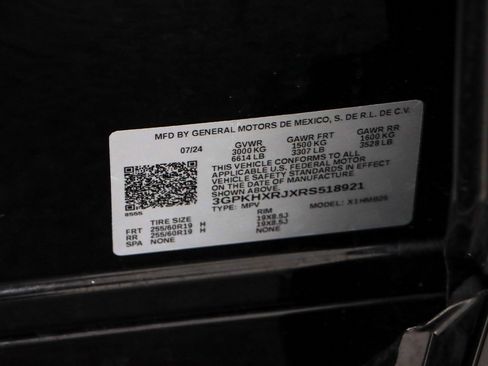 MFD BY GENERAL MOTORS DE MEXICO, S. DE R.L. DE C.V.
07/24 GVWR GAWR FRT GAWR RR
3000 KG 1500 KG 1600 KG
6614 LB 3307 LB 3528 LB
THIS VEHICLE CONFORMS TO ALL
APPLICABLE U.S. FEDERAL MOTOR
VEHICLE SAFETY STANDARDS IN EFFECT
ON THE DATE OF MANUFACTURE SHOWN ABOVE.
3GPKHXRJXRS518921
TYPE: MPV MODEL: X1HMB26
TIRE SIZE RIM
FRT 255/60R19 H 19X8.5J
RR 255/60R19 H 19X8.5J
SPA NONE